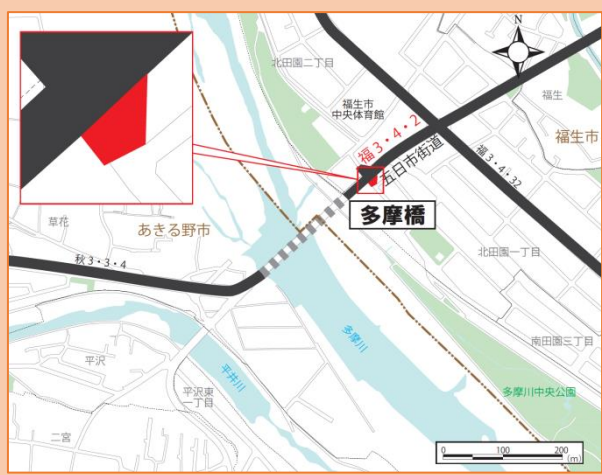 N
北田園二丁目
福生市
中央体育館
福生
福生市
福3・4・2
五日市街道
福3・4・32
多摩橋
草花
あきる野市
秋3・3・4
北田園一丁目
南田園三丁目
多摩川
平井川
平沢
平沢東
一丁目
多摩川中央公園
二宮
0 100 200
(m)